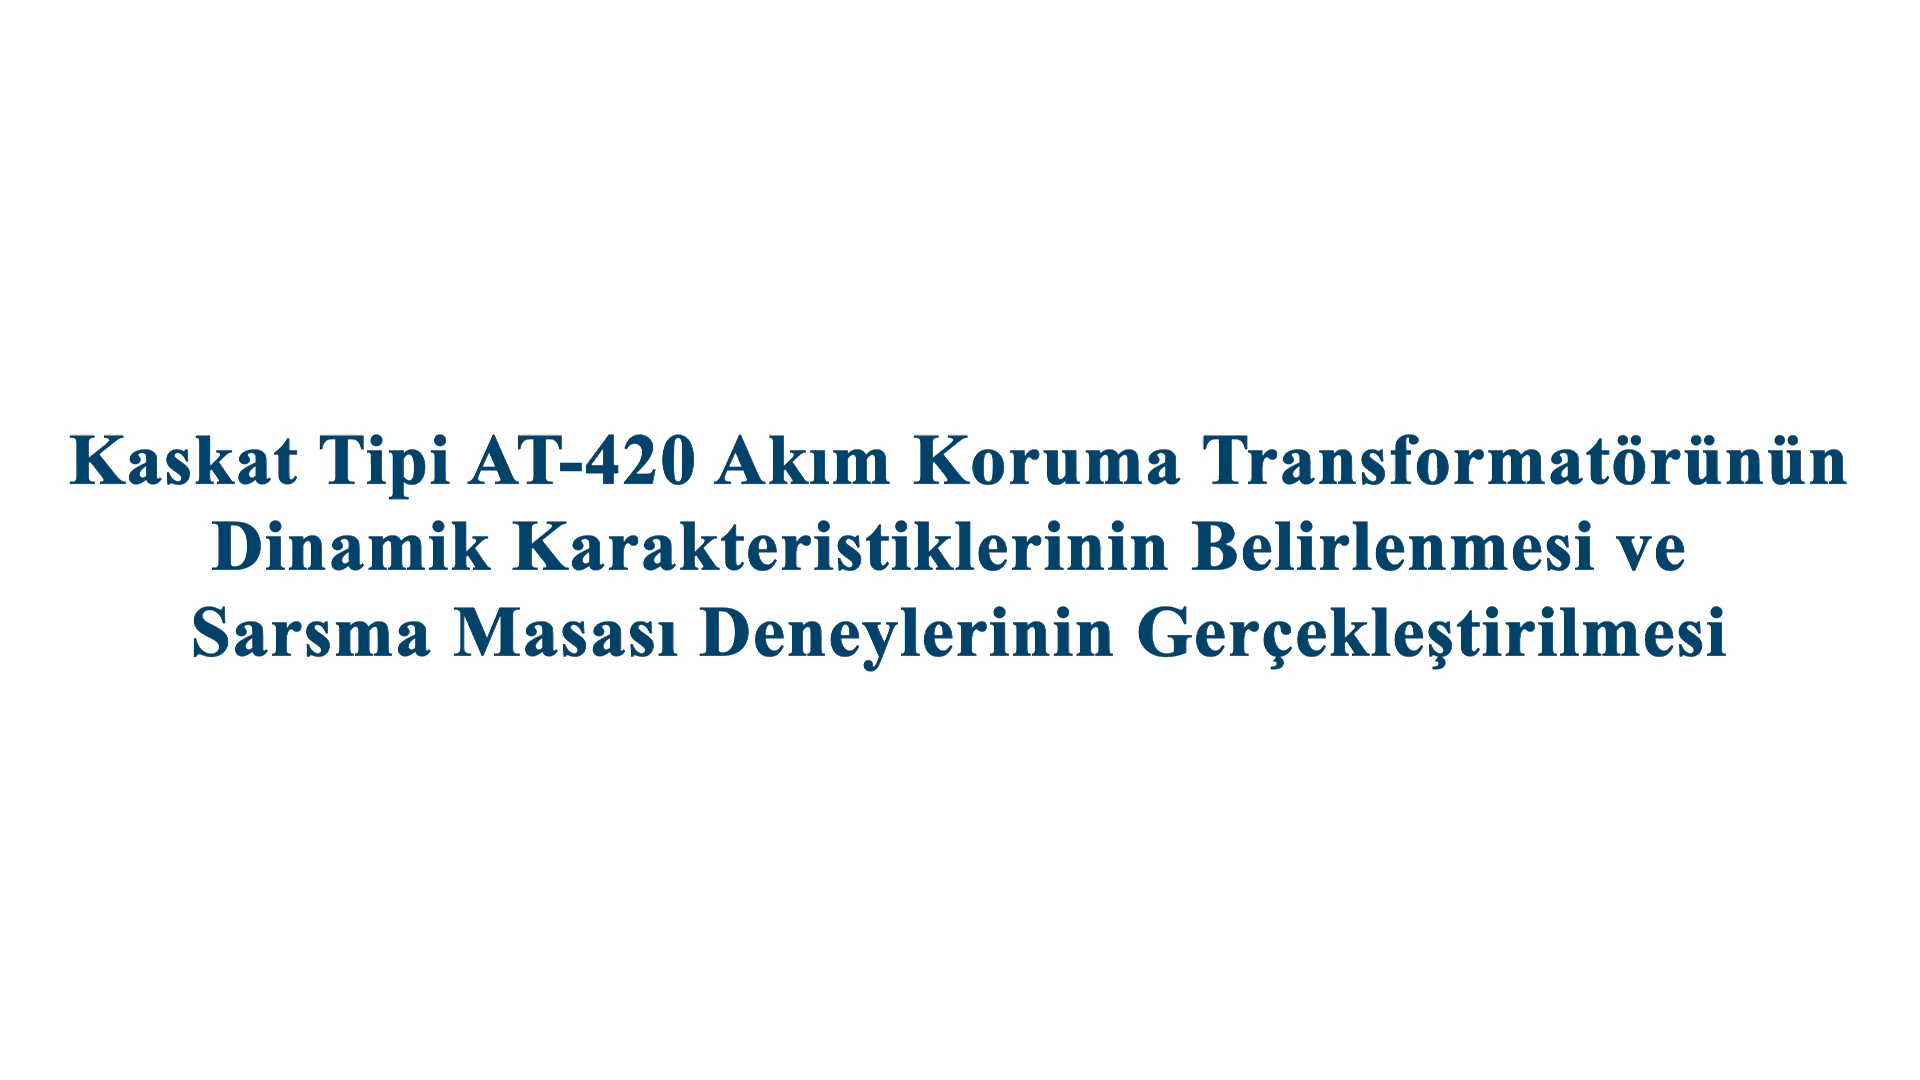 Kaskat Tipi AT-420 Akım Koruma Transformatörünün
Dinamik Karakteristiklerinin Belirlenmesi ve
Sarsma Masası Deneylerinin Gerçekleştirilmesi